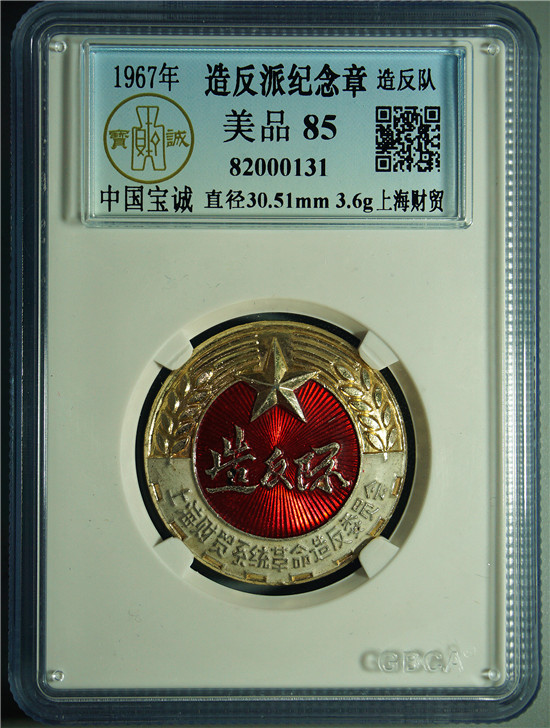 1967年 造反派纪念章 造反队
寳 誠
美品 85
82000131
中国宝诚 直径30.51mm 3.6g上海财贸
造反队
上海财贸系统革命造反委员会
CGBCA